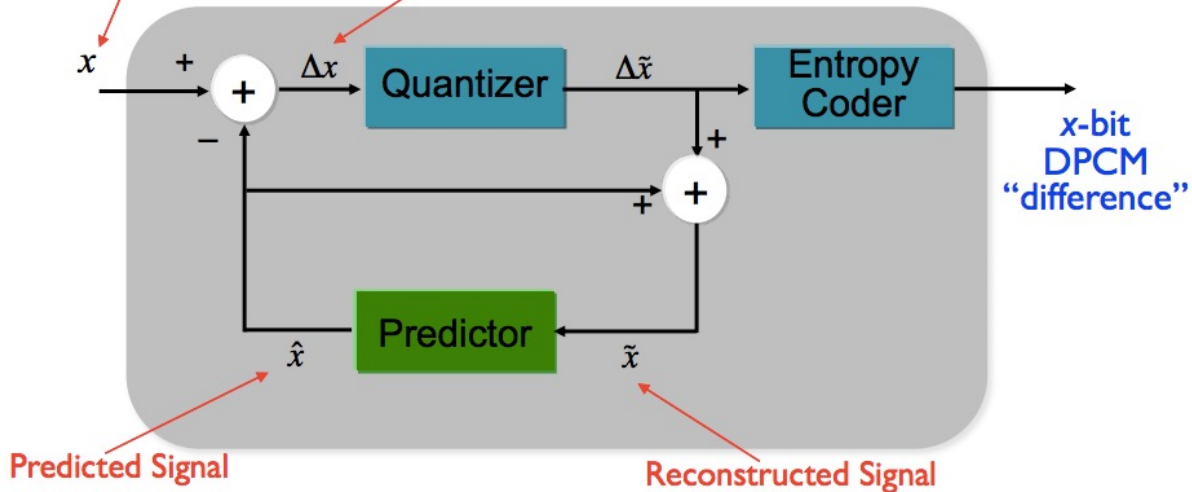 x
+
+
−
Δx
Quantizer
Δx̃
Entropy
Coder
x-bit
DPCM
“difference”
+
+
+
Predictor
x̂
x̃
Predicted Signal
Reconstructed Signal